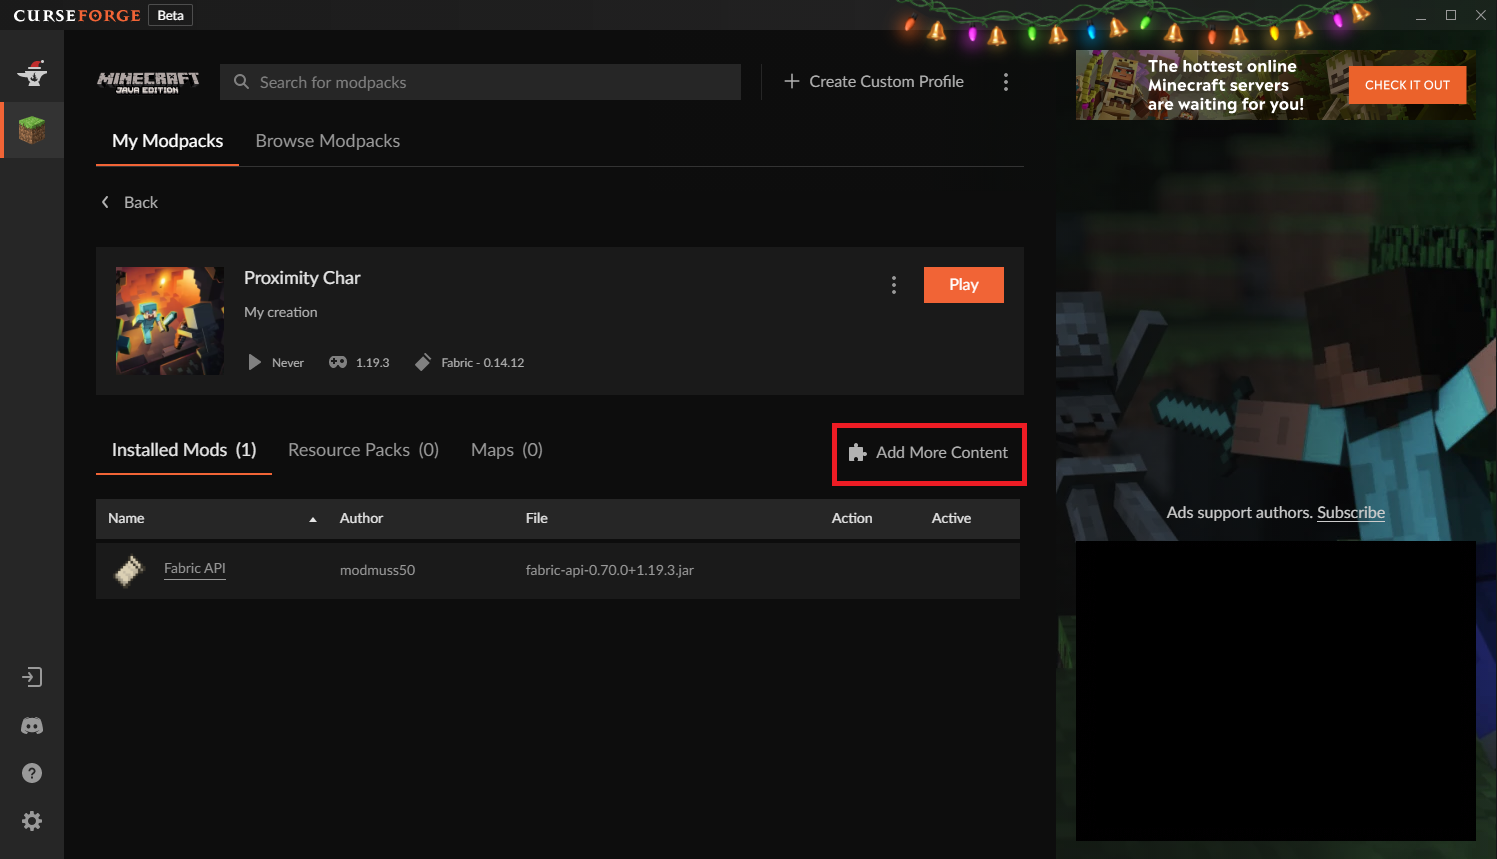 CURSEFORGE Beta
MINECRAFT
JAVA EDITION
Search for modpacks
Create Custom Profile
The hottest online
Minecraft servers
are waiting for you!
CHECK IT OUT
My Modpacks Browse Modpacks
Back
Proximity Char
My creation
Play
Never 1.19.3 Fabric - 0.14.12
Installed Mods (1) Resource Packs (0) Maps (0)
Add More Content
Name Author File Action Active
Fabric API modmuss50 fabric-api-0.70.0+1.19.3.jar
Ads support authors. Subscribe